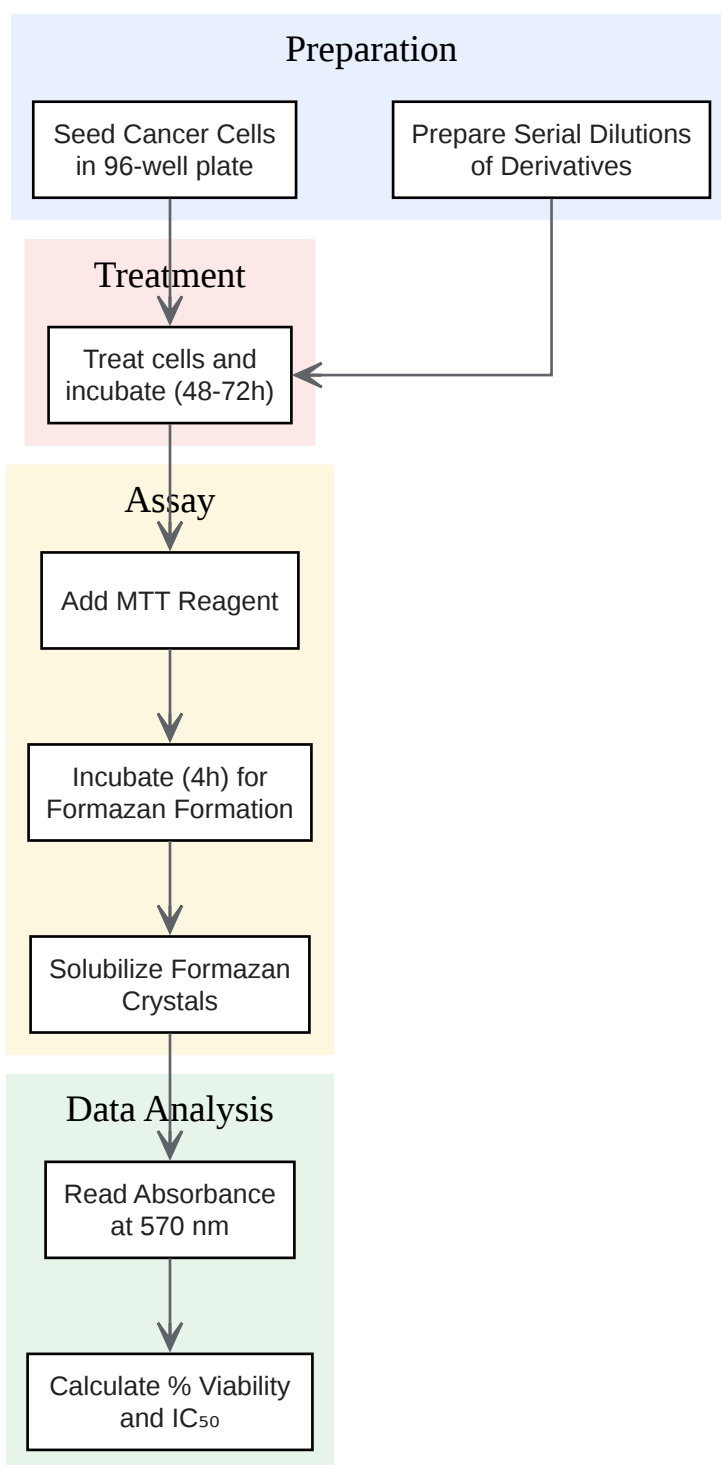 Preparation
Seed Cancer Cells
in 96-well plate
Prepare Serial Dilutions
of Derivatives
Treatment
Treat cells and
incubate (48-72h)
Assay
Add MTT Reagent
Incubate (4h) for
Formazan Formation
Solubilize Formazan
Crystals
Data Analysis
Read Absorbance
at 570 nm
Calculate % Viability
and IC₅₀